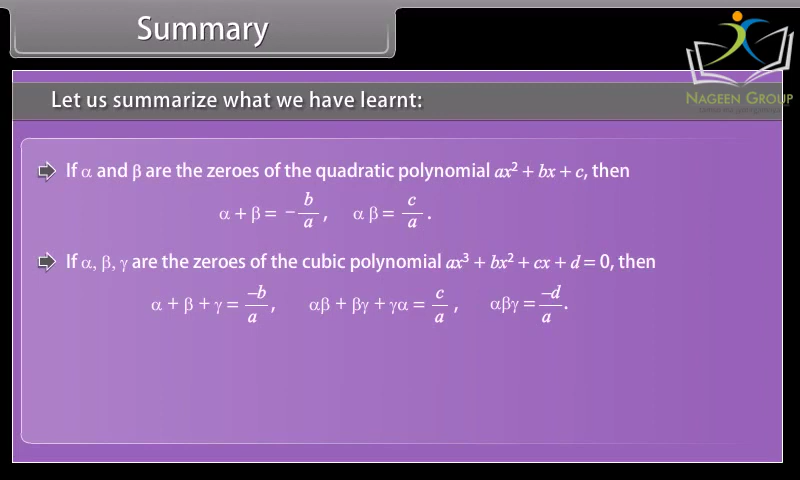 Summary
NAGEEN GROUP
Let us summarize what we have learnt:
If α and β are the zeroes of the quadratic polynomial ax² + bx + c, then
α + β = − b/a , α β = c/a .
If α, β, γ are the zeroes of the cubic polynomial ax³ + bx² + cx + d = 0, then
α + β + γ = −b/a , αβ + βγ + γα = c/a , αβγ = −d/a .